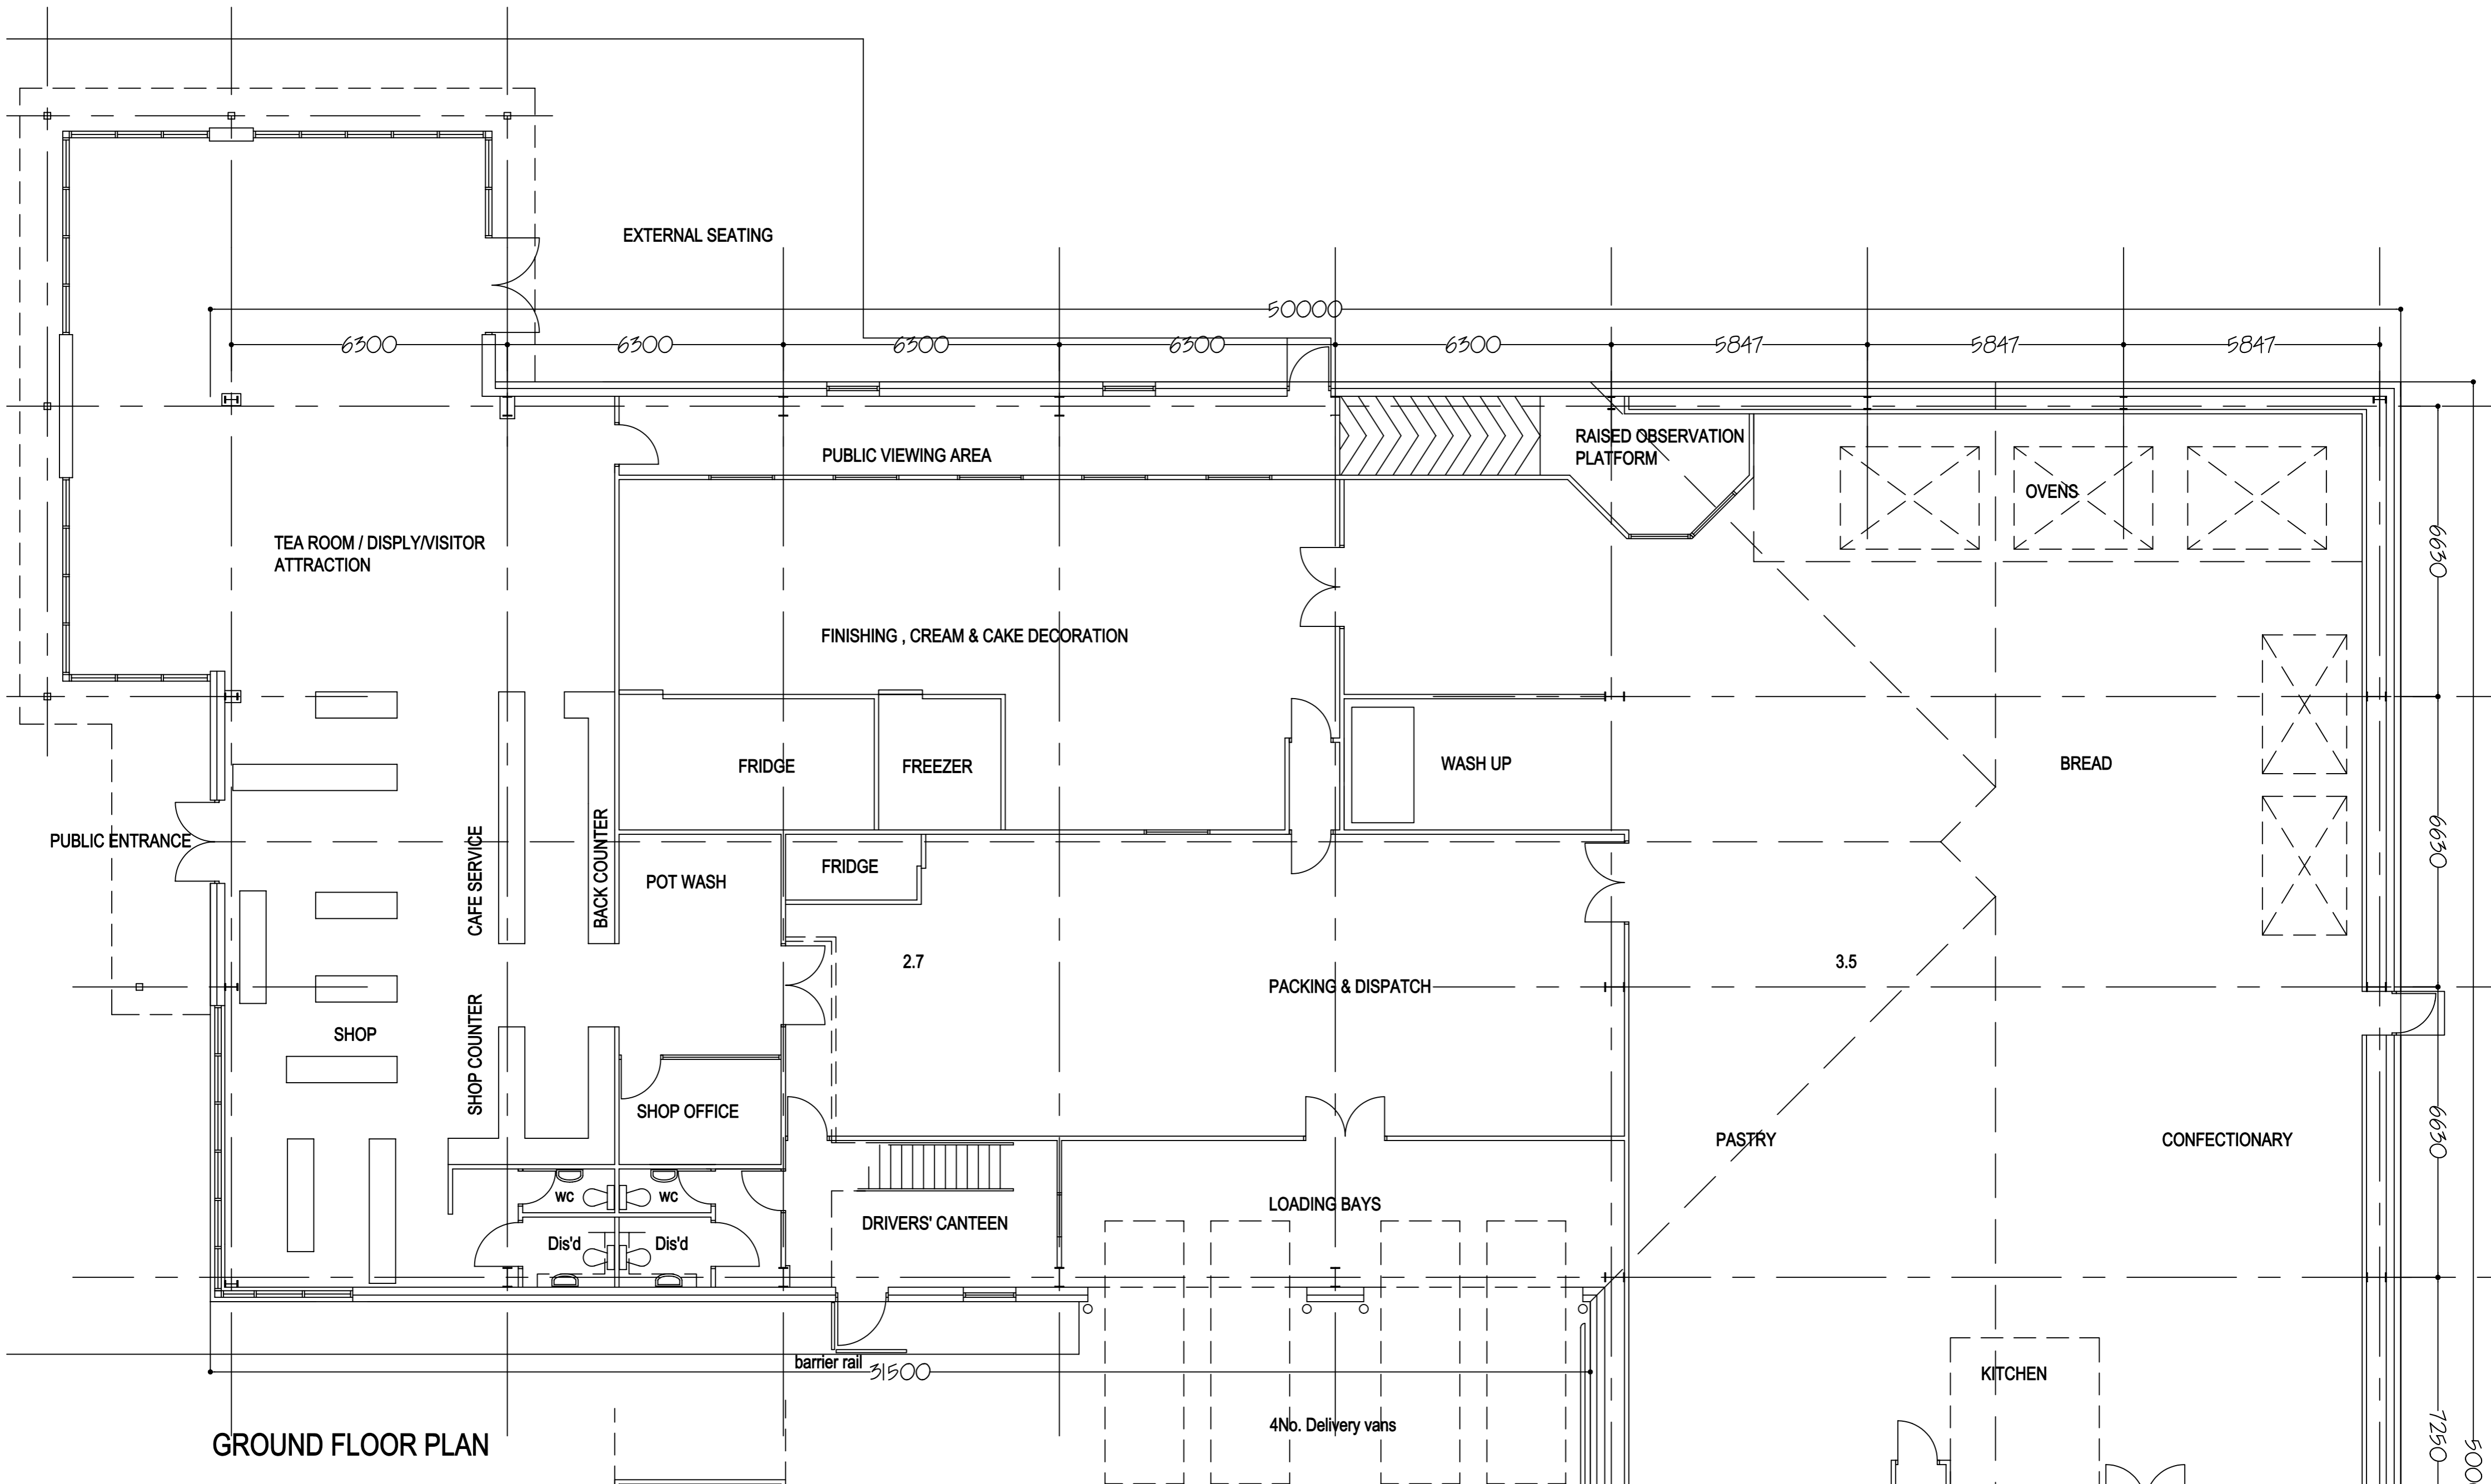 EXTERNAL SEATING
50000
6300
6300
6300
6300
6300
5847
5847
5847
PUBLIC VIEWING AREA
RAISED OBSERVATION
PLATFORM
OVENS
6630
TEA ROOM / DISPLY/VISITOR
ATTRACTION
FINISHING , CREAM & CAKE DECORATION
FRIDGE
FREEZER
WASH UP
BREAD
PUBLIC ENTRANCE
CAFE SERVICE
BACK COUNTER
POT WASH
FRIDGE
6630
2.7
3.5
PACKING & DISPATCH
SHOP
SHOP COUNTER
SHOP OFFICE
PASTRY
CONFECTIONARY
6630
wc
wc
LOADING BAYS
DRIVERS' CANTEEN
Dis'd
Dis'd
barrier rail
31500
KITCHEN
4No. Delivery vans
7250
GROUND FLOOR PLAN